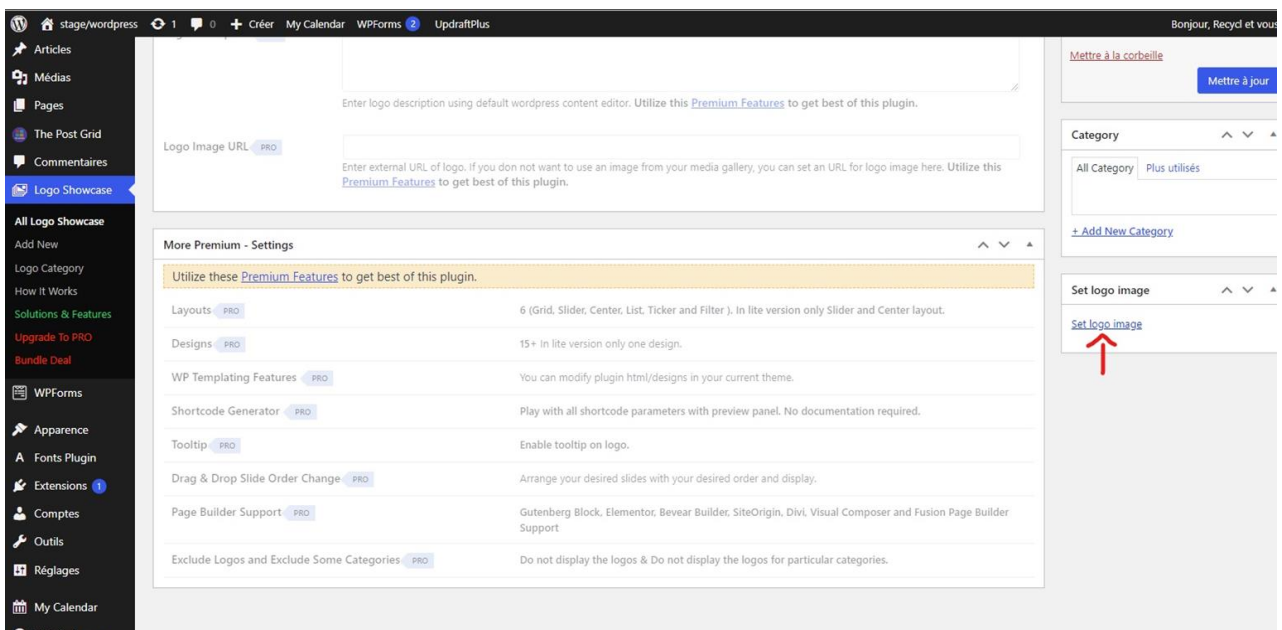 stage/wordpress 1 0 + Créer My Calendar WPForms 2 UpdraftPlus Bonjour, Recycl et vous
Articles
Médias
Pages
The Post Grid
Commentaires
Logo Showcase
All Logo Showcase
Add New
Logo Category
How It Works
Solutions & Features
Upgrade To PRO
Bundle Deal
WPForms
Apparence
Fonts Plugin
Extensions 1
Comptes
Outils
Réglages
My Calendar
Enter logo description using default wordpress content editor. Utilize this Premium Features to get best of this plugin.
Logo Image URL PRO
Enter external URL of logo. If you don not want to use an image from your media gallery, you can set an URL for logo image here. Utilize this
Premium Features to get best of this plugin.
More Premium - Settings
Utilize these Premium Features to get best of this plugin.
Layouts PRO 6 (Grid, Slider, Center, List, Ticker and Filter ). In lite version only Slider and Center layout.
Designs PRO 15+ In lite version only one design.
WP Templating Features PRO You can modify plugin html/designs in your current theme.
Shortcode Generator PRO Play with all shortcode parameters with preview panel. No documentation required.
Tooltip PRO Enable tooltip on logo.
Drag & Drop Slide Order Change PRO Arrange your desired slides with your desired order and display.
Page Builder Support PRO Gutenberg Block, Elementor, Bevear Builder, SiteOrigin, Divi, Visual Composer and Fusion Page Builder
Support
Exclude Logos and Exclude Some Categories PRO Do not display the logos & Do not display the logos for particular categories.
Mettre à la corbeille
Mettre à jour
Category
All Category Plus utilisés
+ Add New Category
Set logo image
Set logo image